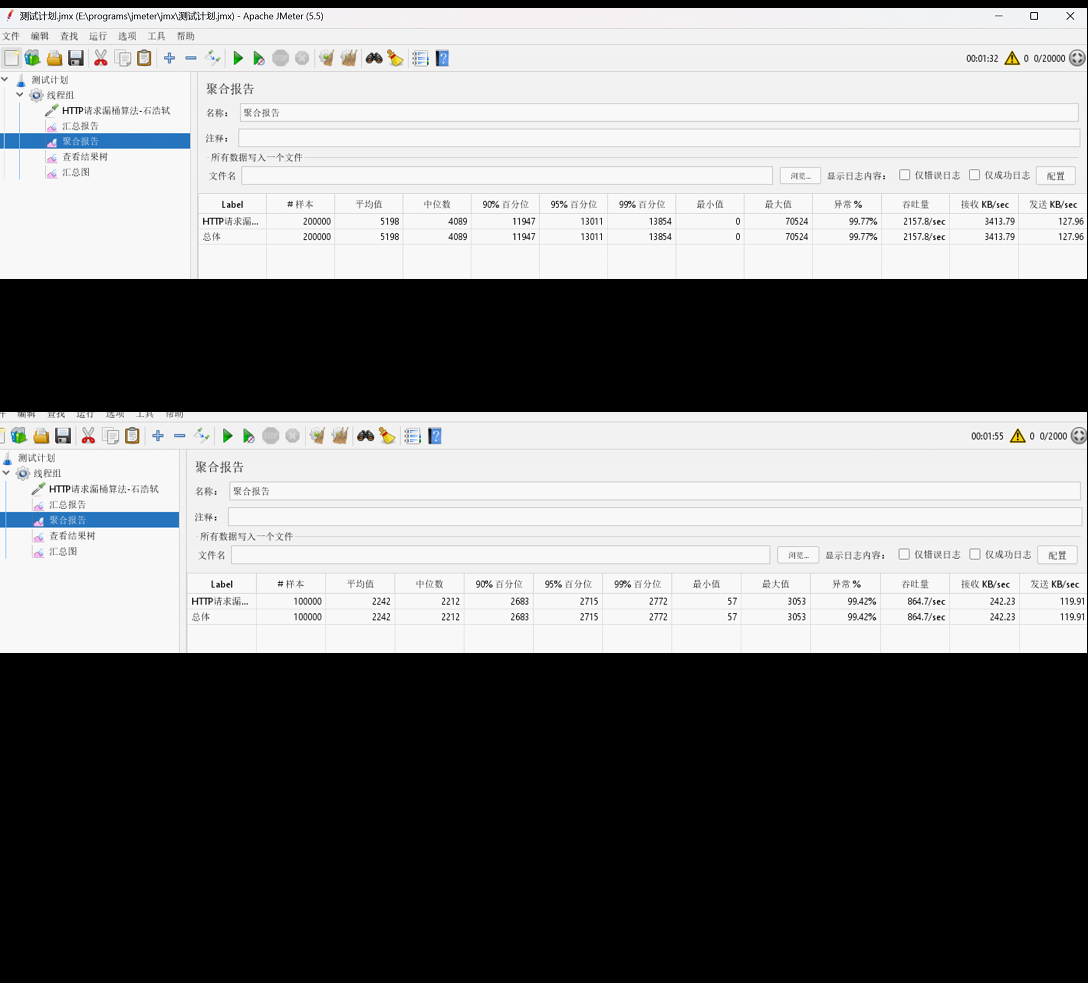 测试计划.jmx (E:\programs\jmeter\jmx\测试计划.jmx) - Apache JMeter (5.5)
文件 编辑 查找 运行 选项 工具 帮助
00:01:32 0 0/20000
测试计划
线程组
HTTP请求漏桶算法-石浩轼
汇总报告
聚合报告
查看结果树
汇总图
聚合报告
名称: 聚合报告
注释:
所有数据写入一个文件
文件名 浏览... 显示日志内容: 仅错误日志 仅成功日志 配置
Label # 样本 平均值 中位数 90% 百分位 95% 百分位 99% 百分位 最小值 最大值 异常 % 吞吐量 接收 KB/sec 发送 KB/sec
HTTP请求漏... 200000 5198 4089 11947 13011 13854 0 70524 99.77% 2157.8/sec 3413.79 127.96
总体 200000 5198 4089 11947 13011 13854 0 70524 99.77% 2157.8/sec 3413.79 127.96
件 编辑 查找 运行 选项 工具 帮助
00:01:55 0 0/2000
测试计划
线程组
HTTP请求漏桶算法-石浩轼
汇总报告
聚合报告
查看结果树
汇总图
聚合报告
名称: 聚合报告
注释:
所有数据写入一个文件
文件名 浏览... 显示日志内容: 仅错误日志 仅成功日志 配置
Label # 样本 平均值 中位数 90% 百分位 95% 百分位 99% 百分位 最小值 最大值 异常 % 吞吐量 接收 KB/sec 发送 KB/sec
HTTP请求漏... 100000 2242 2212 2683 2715 2772 57 3053 99.42% 864.7/sec 242.23 119.91
总体 100000 2242 2212 2683 2715 2772 57 3053 99.42% 864.7/sec 242.23 119.91